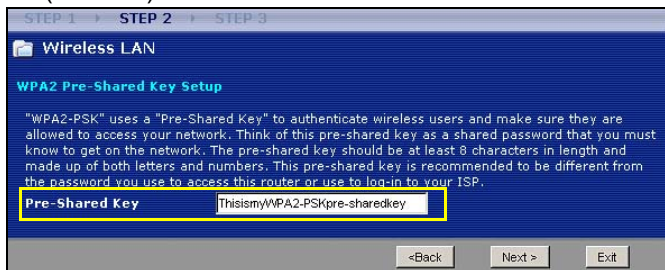 STEP 1 STEP 2 STEP 3
Wireless LAN
WPA2 Pre-Shared Key Setup
"WPA2-PSK" uses a "Pre-Shared Key" to authenticate wireless users and make sure they are
allowed to access your network. Think of this pre-shared key as a shared password that you must
know to get on the network. The pre-shared key should be at least 8 characters in length and
made up of both letters and numbers. This pre-shared key is recommended to be different from
the password you use to access this router or use to log-in to your ISP.
Pre-Shared Key ThisismyWPA2-PSKpre-sharedkey
<Back Next > Exit